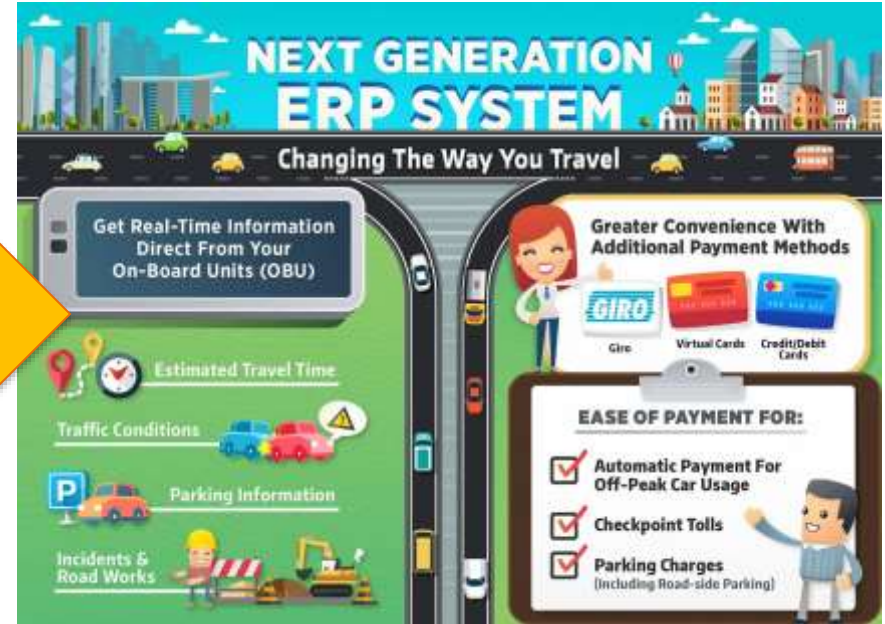 NEXT GENERATION
ERP SYSTEM
Changing The Way You Travel
Get Real-Time Information
Direct From Your
On-Board Units (OBU)
Estimated Travel Time
Traffic Conditions
P
Parking Information
Incidents &
Road Works
Greater Convenience With
Additional Payment Methods
GIRO
Giro
Virtual Cards
Credit/Debit
Cards
EASE OF PAYMENT FOR:
Automatic Payment For
Off-Peak Car Usage
Checkpoint Tolls
Parking Charges
(Including Road-side Parking)